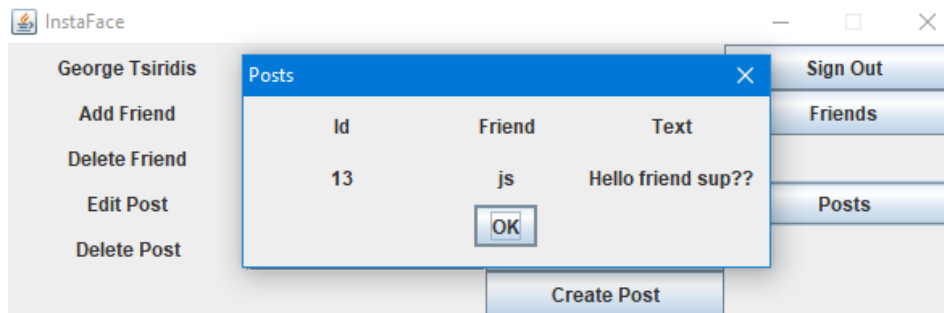 InstaFace
George Tsiridis
Add Friend
Delete Friend
Edit Post
Delete Post
Posts
Id Friend Text
13 js Hello friend sup??
OK
Sign Out
Friends
Posts
Create Post